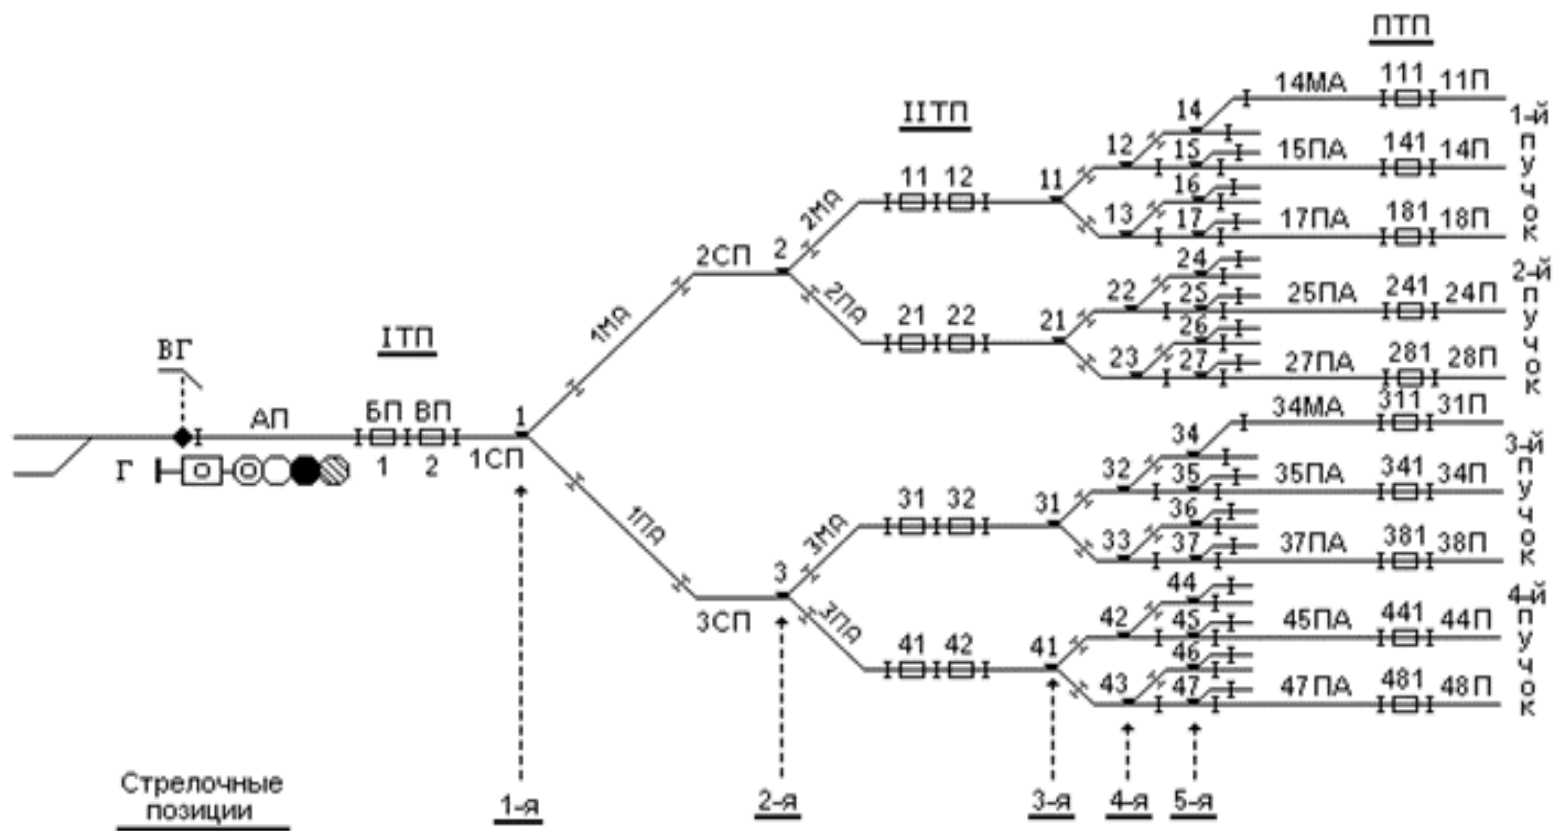 ПТП
14МА 111 11П
14
IIТП
1-й пучок
12 15 15ПА 141 14П
11 12 11 16
2МА
13 17 17ПА 181 18П
2СП 2
24
2-й пучок
2ПА
22 25 25ПА 241 24П
21 22 21 26
1МА
IТП
ВГ
23 27 27ПА 281 28П
34МА 311 31П
АП БП ВП 1
34
3-й пучок
Г 1 2 1СП
32 35 35ПА 341 34П
31 32 31 36
1ПА 3МА
33 37 37ПА 381 38П
3
44
4-й пучок
3СП 3ПА
42 45 45ПА 441 44П
41 42 41 46
43 47 47ПА 481 48П
Стрелочные
позиции
1-я 2-я 3-я 4-я 5-я